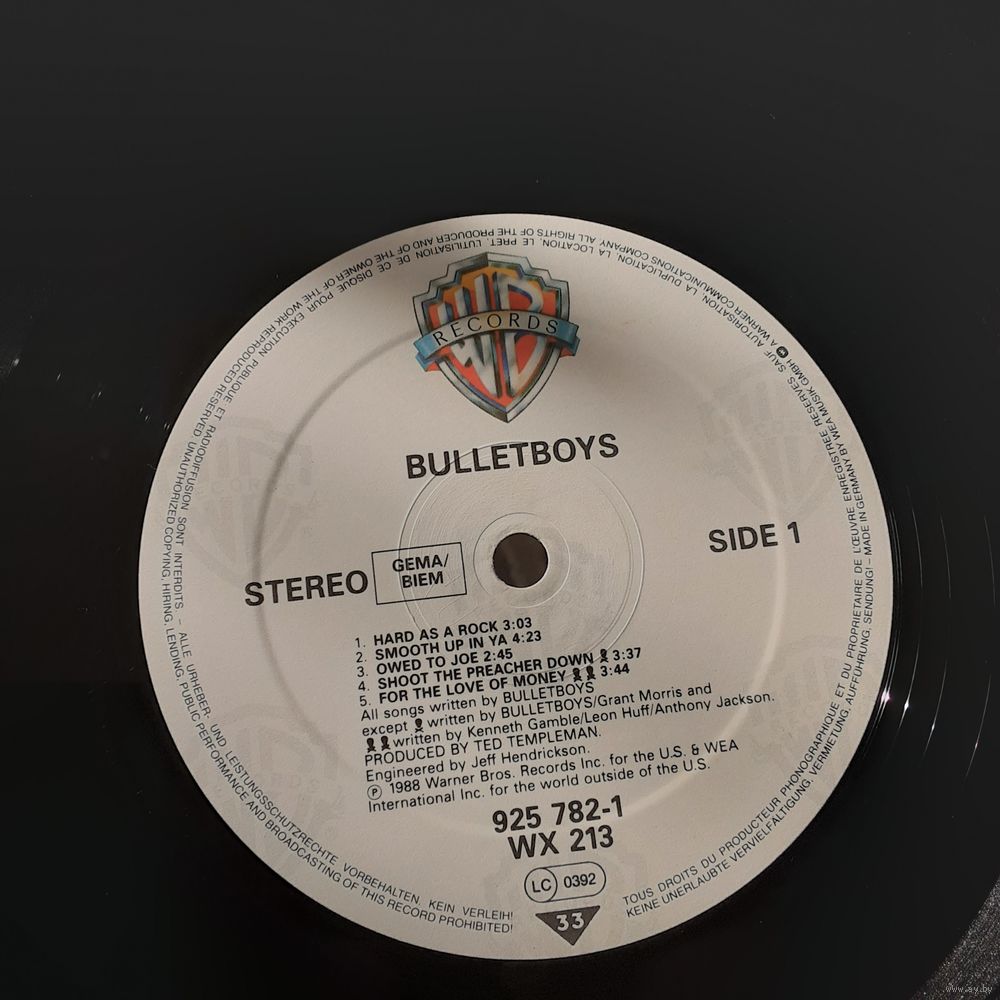 WB
RECORDS
BULLETBOYS
SIDE 1
STEREO
GEMA/
BIEM
1. HARD AS A ROCK 3:03
2. SMOOTH UP IN YA 4:23
3. OWED TO JOE 2:45
4. SHOOT THE PREACHER DOWN 3:37
5. FOR THE LOVE OF MONEY 3:44
All songs written by BULLETBOYS
except written by BULLETBOYS/Grant Morris and
written by Kenneth Gamble/Leon Huff/Anthony Jackson.
PRODUCED BY TED TEMPLEMAN.
Engineered by Jeff Hendrickson.
Ⓟ 1988 Warner Bros. Records Inc. for the U.S. & WEA
International Inc. for the world outside of the U.S.
925 782-1
WX 213
LC 0392
33
TOUS DROITS DU PRODUCTEUR PHONOGRAPHIQUE ET DU PROPRIETAIRE DE L'ŒUVRE ENREGISTREE RESERVES SAUF AUTORISATION, LA DUPLICATION, LA LOCATION, LE PRET, L'UTILISATION DE CE DISQUE POUR EXECUTION PUBLIQUE ET RADIODIFFUSION SONT INTERDITS – ALLE URHEBER- UND LEISTUNGSSCHUTZRECHTE VORBEHALTEN. KEIN VERLEIH!
KEINE UNERLAUBTE VERVIELFÄLTIGUNG, VERMIETUNG, AUFFÜHRUNG, SENDUNG! – MADE IN GERMANY BY WEA MUSIK GMBH A WARNER COMMUNICATIONS COMPANY ALL RIGHTS OF THE PRODUCER AND OF THE OWNER OF THE WORK REPRODUCED RESERVED UNAUTHORIZED COPYING, HIRING, LENDING, PUBLIC PERFORMANCE AND BROADCASTING OF THIS RECORD PROHIBITED!
www.ay.by